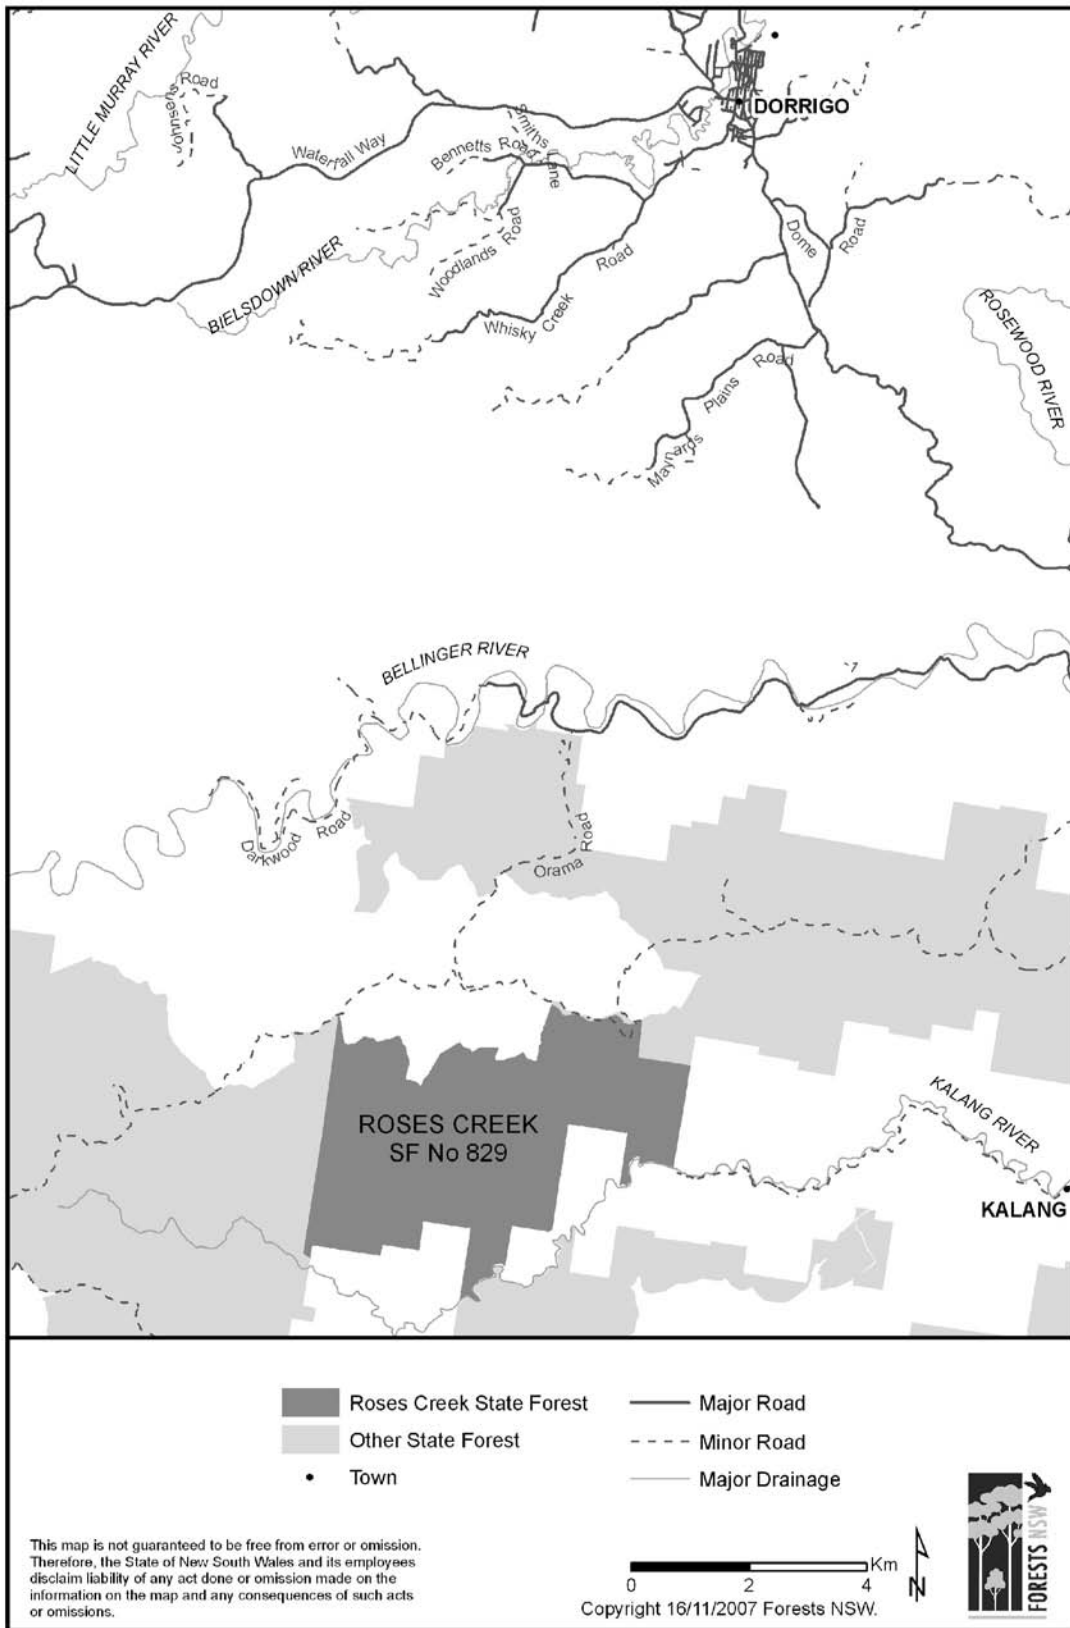 LITTLE MURRAY RIVER
Road
Johnsens
Waterfall Way
Smiths Lane
Bennetts Road
DORRIGO
BIELSDOWN RIVER
Woodlands Road
Whisky Creek Road
Dome Road
ROSEWOOD RIVER
Maynards Plains Road
BELLINGER RIVER
Darkwood Road
Orama Road
ROSES CREEK
SF No 829
KALANG RIVER
KALANG
Roses Creek State Forest
Other State Forest
Town
Major Road
Minor Road
Major Drainage
This map is not guaranteed to be free from error or omission.
Therefore, the State of New South Wales and its employees
disclaim liability of any act done or omission made on the
information on the map and any consequences of such acts
or omissions.
Km
0 2 4
Copyright 16/11/2007 Forests NSW.
N
FORESTS NSW